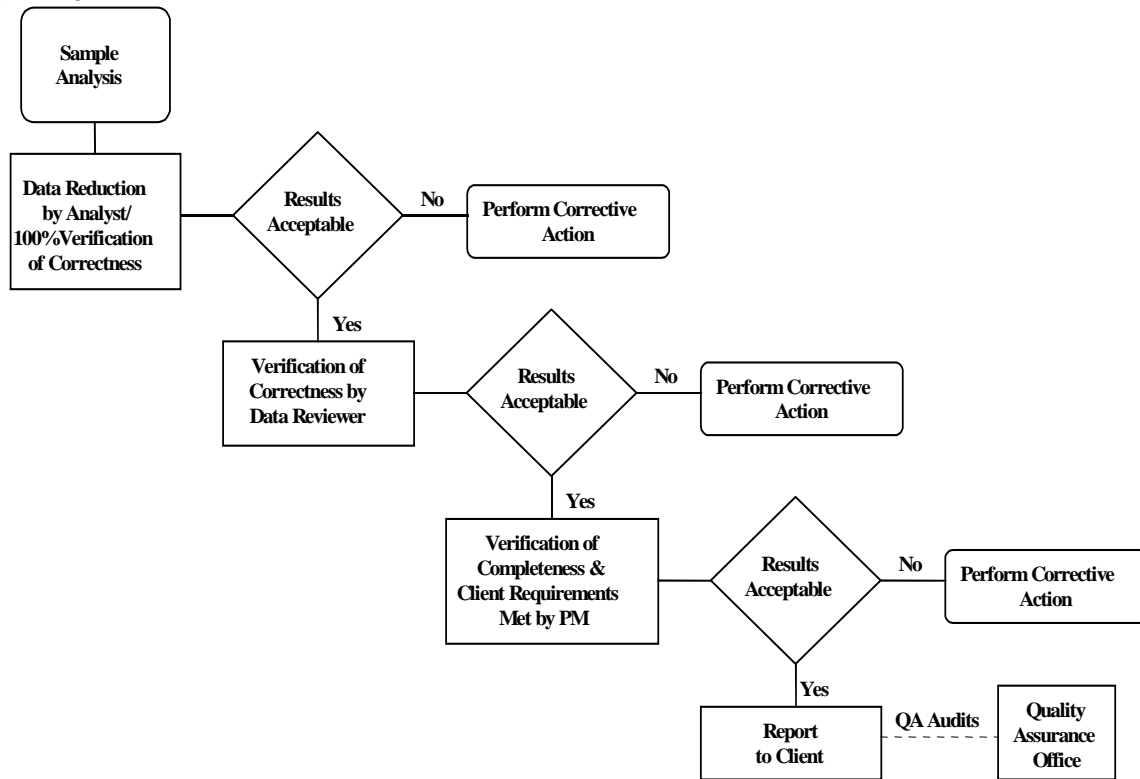 Sample
Analysis
Data Reduction
by Analyst/
100%Verification
of Correctness
Results
Acceptable
No
Perform Corrective
Action
Yes
Verification of
Correctness by
Data Reviewer
Results
Acceptable
No
Perform Corrective
Action
Yes
Verification of
Completeness &
Client Requirements
Met by PM
Results
Acceptable
No
Perform Corrective
Action
Yes
Report
to Client
QA Audits
Quality
Assurance
Office